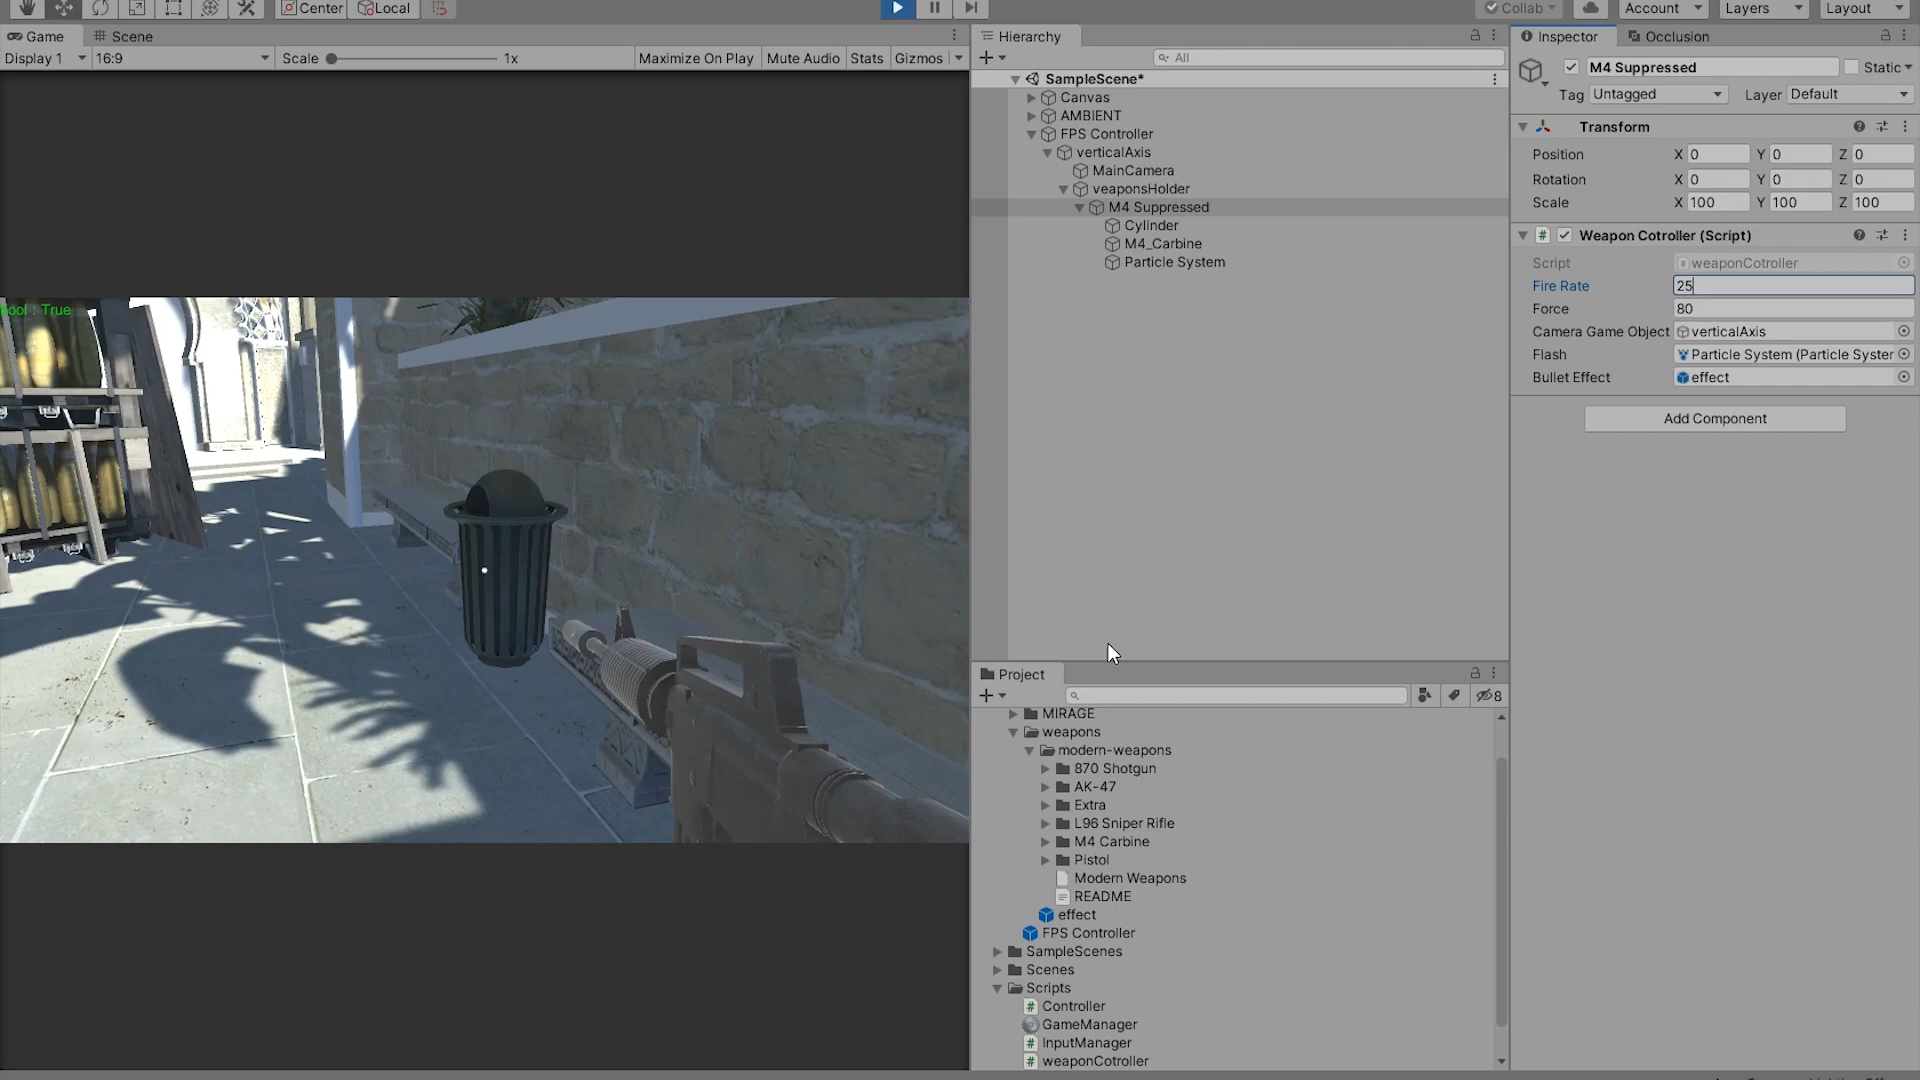 Center
Local
Collab
Account
Layers
Layout
Game
Scene
Display 1
16:9
Scale
1x
Maximize On Play
Mute Audio
Stats
Gizmos
ool : True
Hierarchy
All
SampleScene*
Canvas
AMBIENT
FPS Controller
verticalAxis
MainCamera
veaponsHolder
M4 Suppressed
Cylinder
M4_Carbine
Particle System
Project
8
MIRAGE
weapons
modern-weapons
870 Shotgun
AK-47
Extra
L96 Sniper Rifle
M4 Carbine
Pistol
Modern Weapons
README
effect
FPS Controller
SampleScenes
Scenes
Scripts
Controller
GameManager
InputManager
weaponCotroller
Inspector
Occlusion
M4 Suppressed
Static
Tag Untagged Layer Default
Transform
Position X 0 Y 0 Z 0
Rotation X 0 Y 0 Z 0
Scale X 100 Y 100 Z 100
# Weapon Cotroller (Script)
Script weaponCotroller
Fire Rate 25
Force 80
Camera Game Object verticalAxis
Flash Particle System (Particle Syster
Bullet Effect effect
Add Component